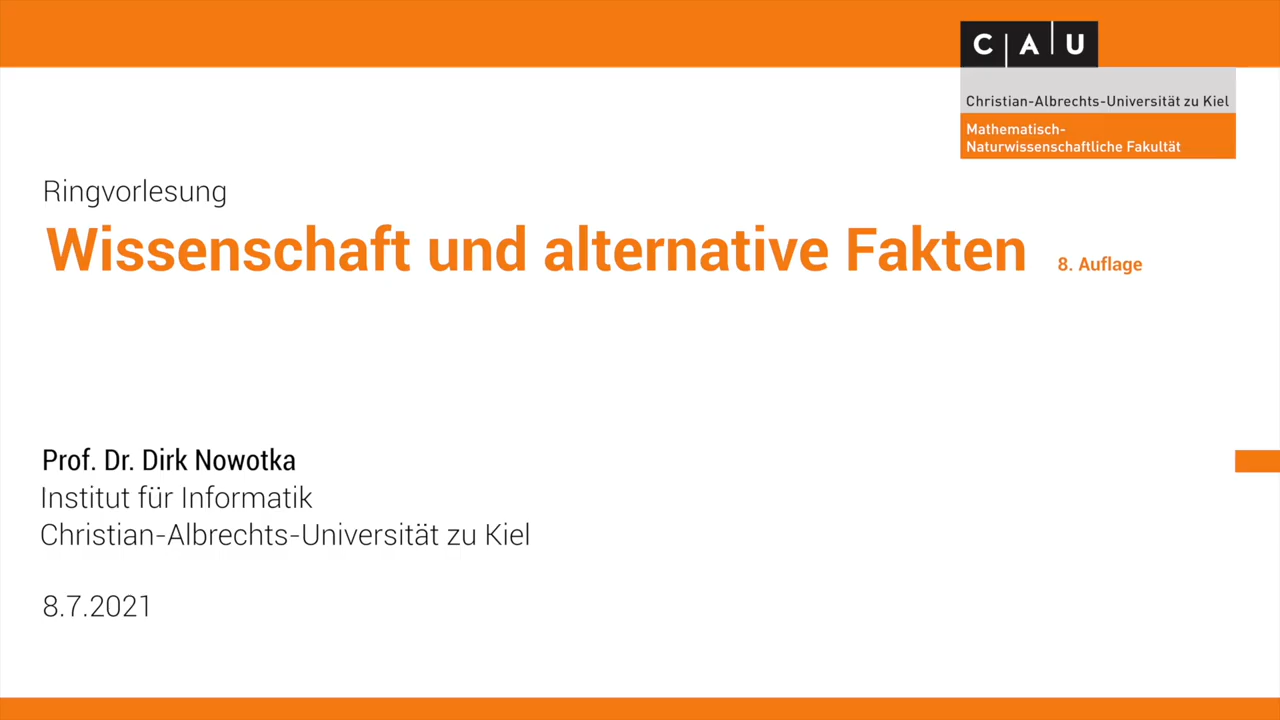 C A U
Christian-Albrechts-Universität zu Kiel
Mathematisch-
Naturwissenschaftliche Fakultät
Ringvorlesung
Wissenschaft und alternative Fakten 8. Auflage
Prof. Dr. Dirk Nowotka
Institut für Informatik
Christian-Albrechts-Universität zu Kiel
8.7.2021